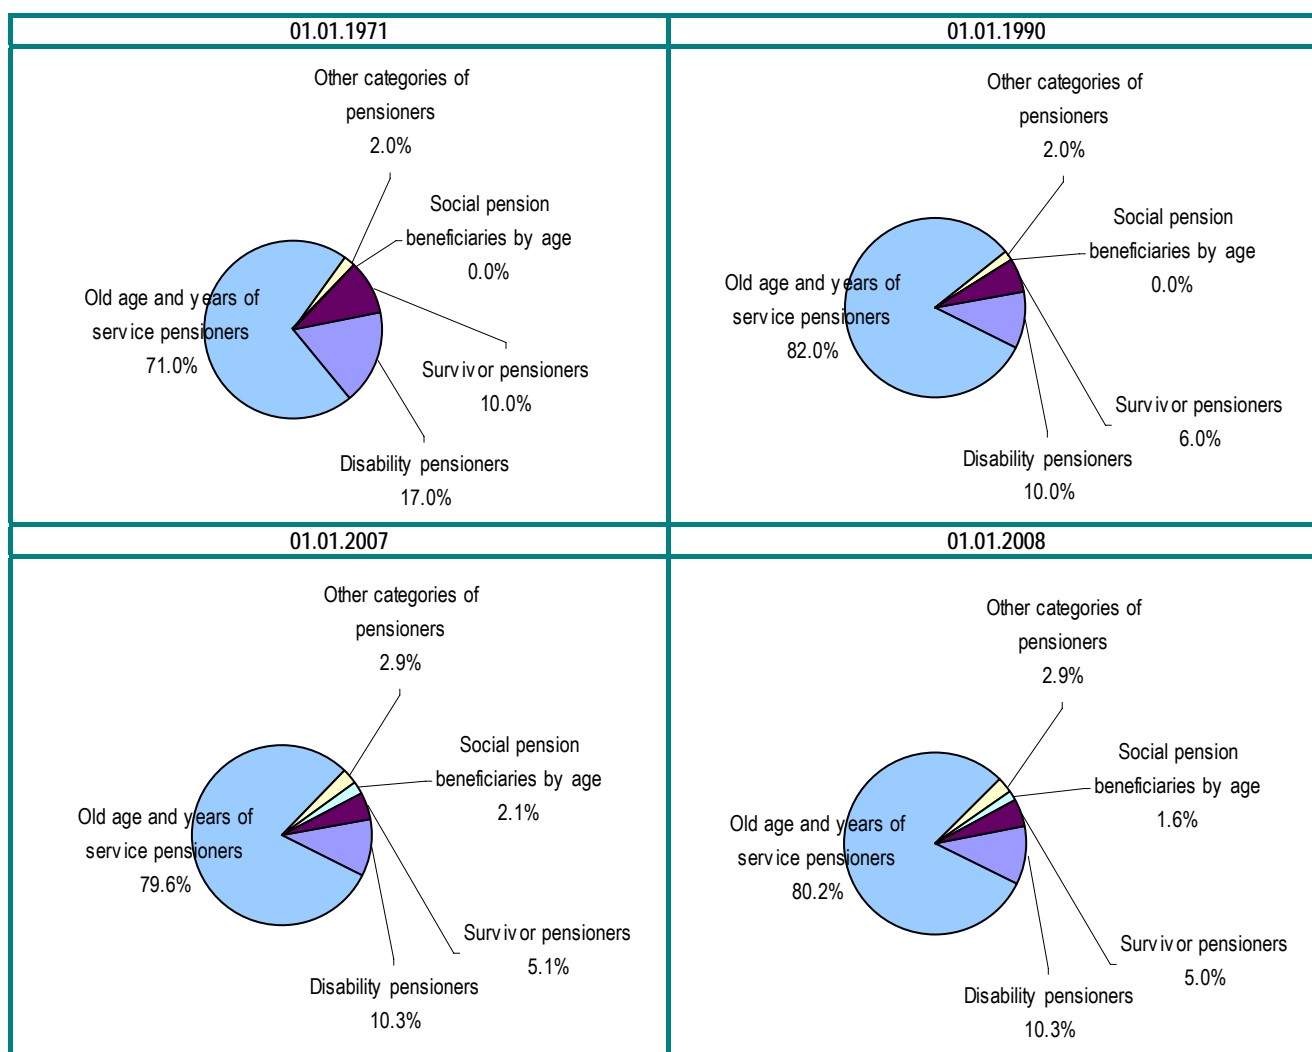 01.01.1971
Other categories of
pensioners
2.0%
Social pension
beneficiaries by age
0.0%
Old age and years of
service pensioners
71.0%
Survivor pensioners
10.0%
Disability pensioners
17.0%
01.01.1990
Other categories of
pensioners
2.0%
Social pension
beneficiaries by age
0.0%
Old age and years of
service pensioners
82.0%
Survivor pensioners
6.0%
Disability pensioners
10.0%
01.01.2007
Other categories of
pensioners
2.9%
Social pension
beneficiaries by age
2.1%
Old age and years of
service pensioners
79.6%
Survivor pensioners
5.1%
Disability pensioners
10.3%
01.01.2008
Other categories of
pensioners
2.9%
Social pension
beneficiaries by age
1.6%
Old age and years of
service pensioners
80.2%
Survivor pensioners
5.0%
Disability pensioners
10.3%